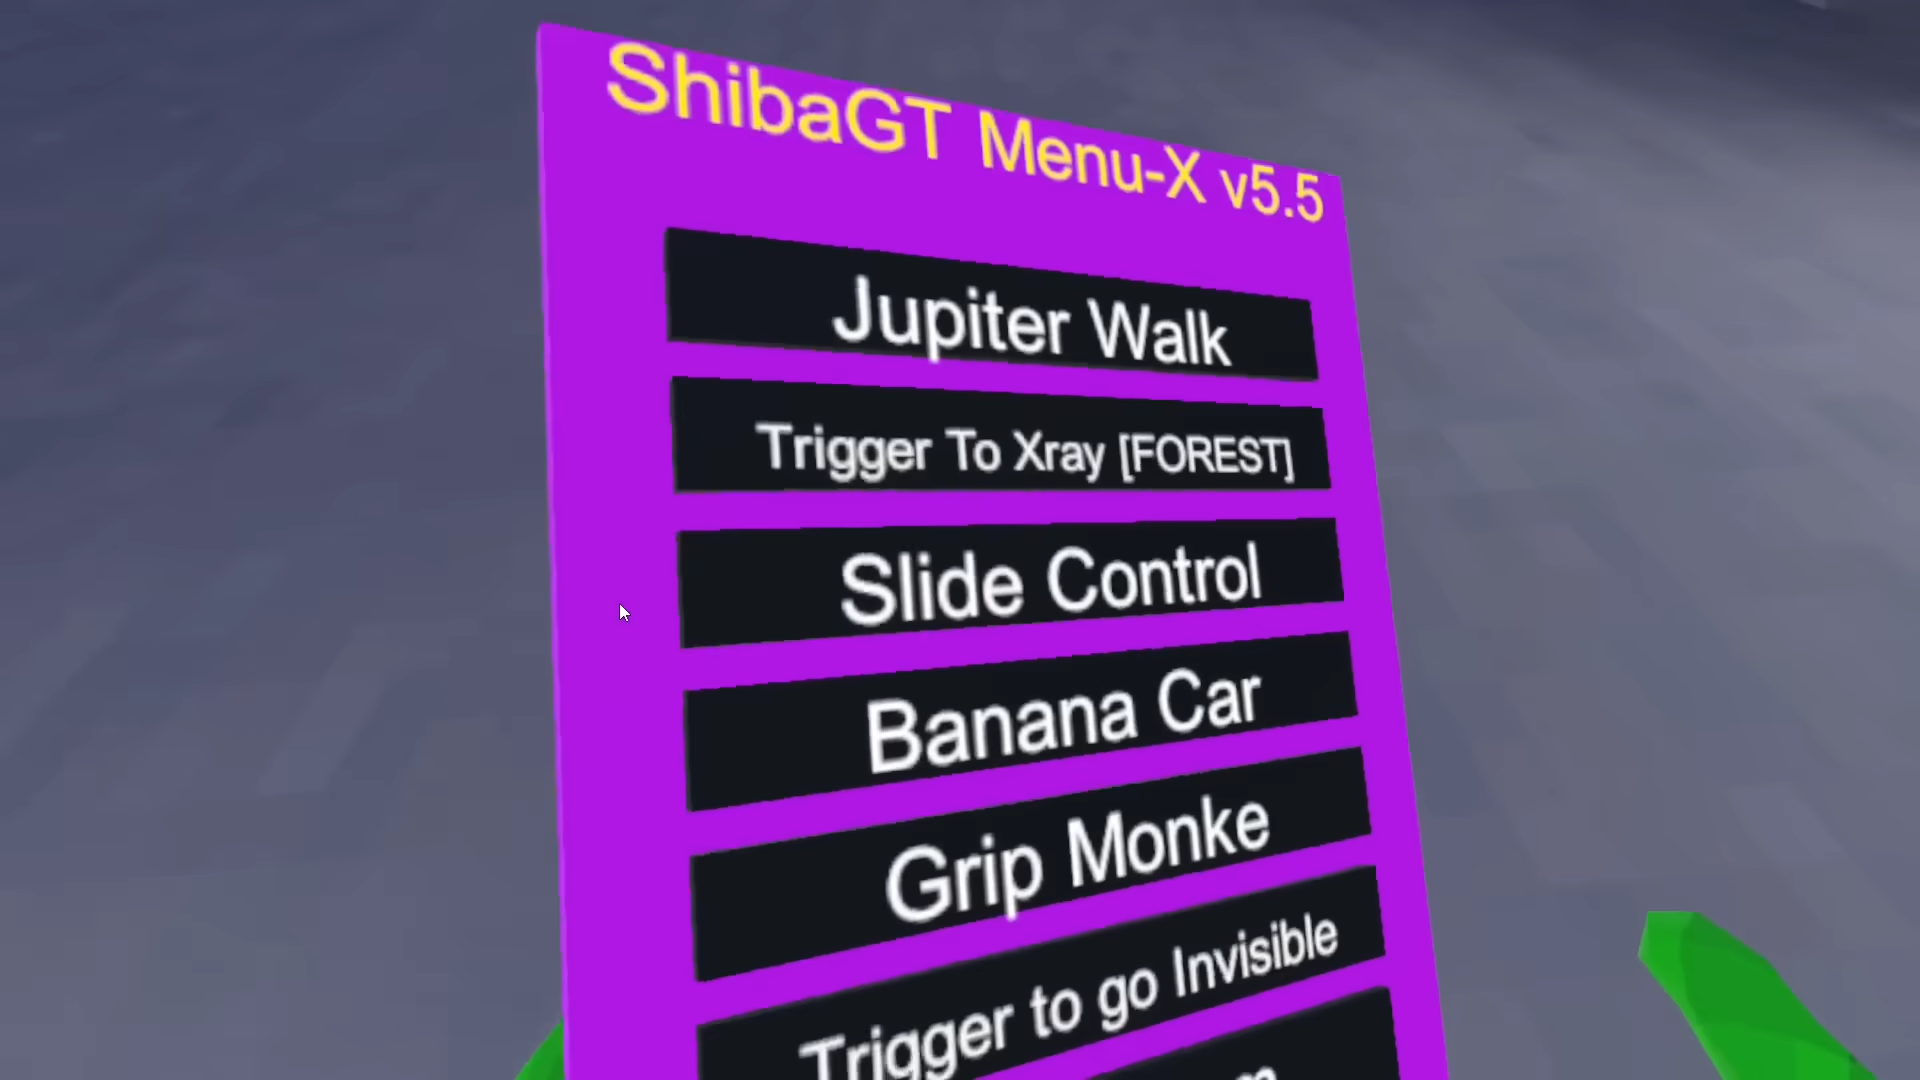 ShibaGT Menu-X v5.5
Jupiter Walk
Trigger To Xray [FOREST]
Slide Control
Banana Car
Grip Monke
Trigger to go Invisible